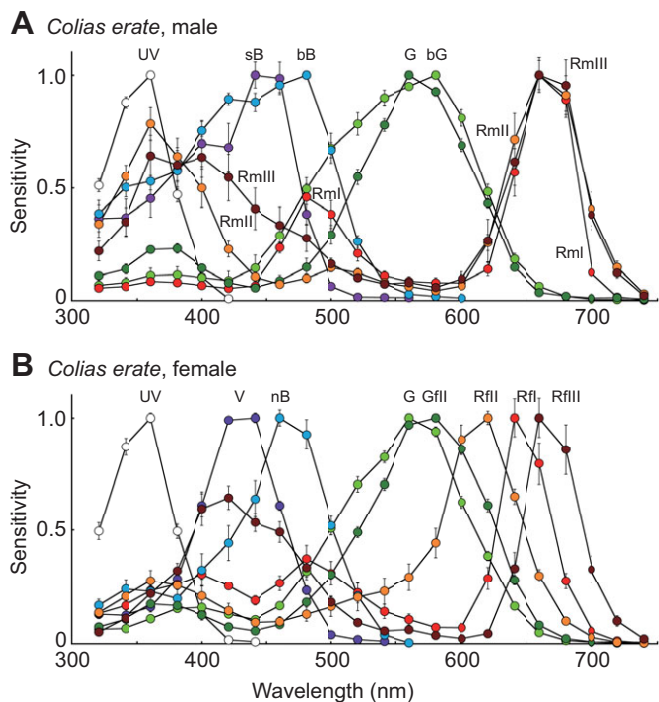 A Colias erate, male
UV sB bB G bG
RmIII
1.0
RmII
RmIII
Sensitivity
0.5
RmII
RmI
RmI
0
300 400 500 600 700
B Colias erate, female
UV V nB G GfII RfII RfI RfIII
1.0
Sensitivity
0.5
0
300 400 500 600 700
Wavelength (nm)